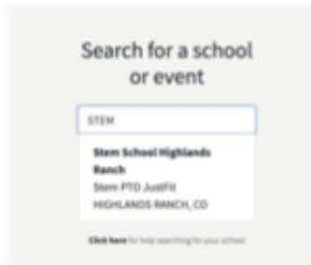 Search for a school
or event
STEM
Stem School Highlands
Ranch
Stem PTO JustFit
HIGHLANDS RANCH, CO
Click here for help searching for your school